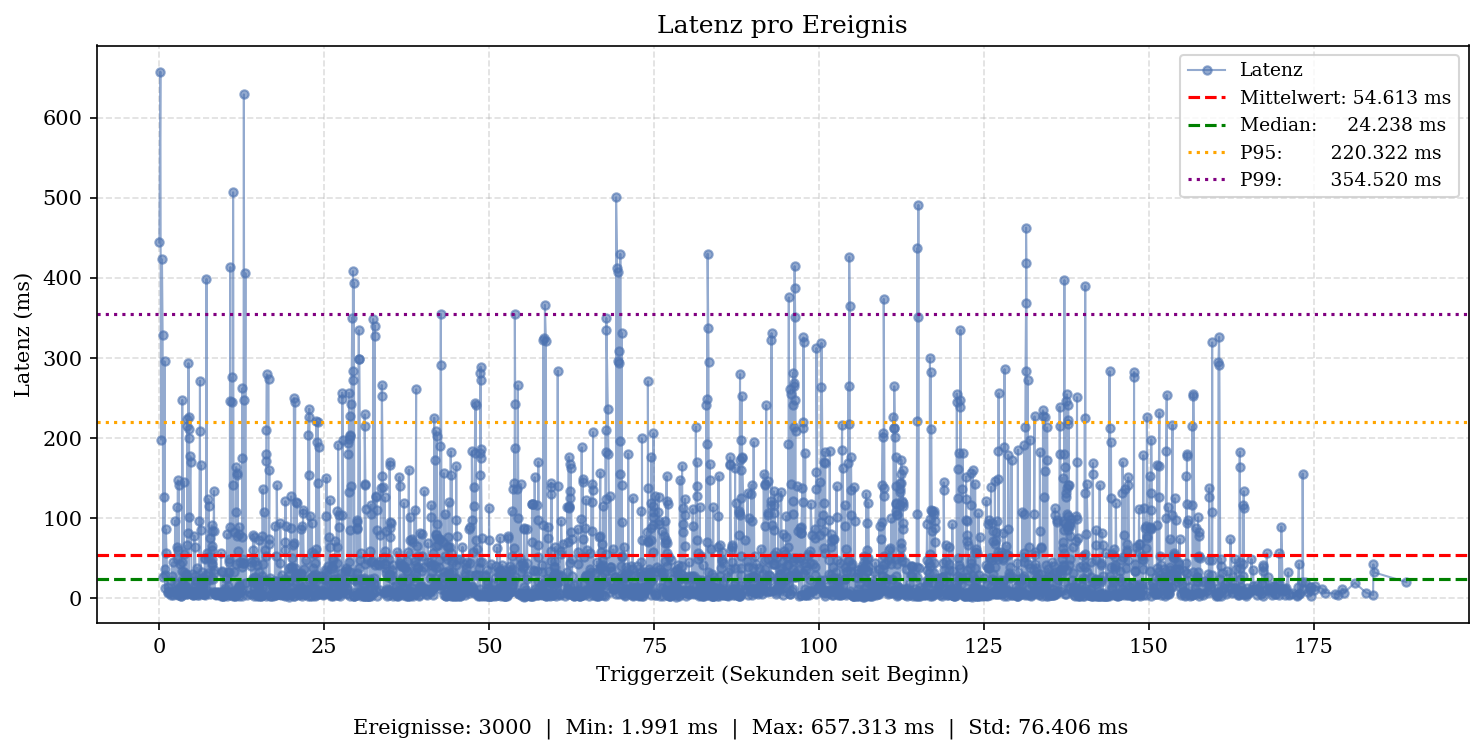 Latenz pro Ereignis
Latenz
Mittelwert: 54.613 ms
Median: 24.238 ms
P95: 220.322 ms
P99: 354.520 ms
Latenz (ms)
600
500
400
300
200
100
0
0 25 50 75 100 125 150 175
Triggerzeit (Sekunden seit Beginn)
Ereignisse: 3000 | Min: 1.991 ms | Max: 657.313 ms | Std: 76.406 ms